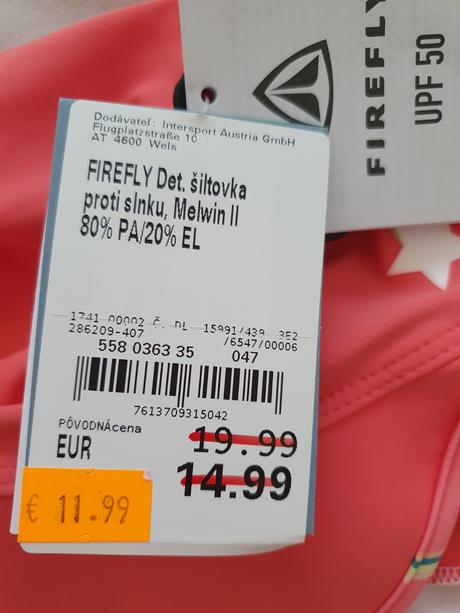 FIREFLY
UPF 50
Dodávateľ: Intersport Austria GmbH
Flugplatzstraße 10
AT 4600 Wels
FIREFLY Det. šiltovka
proti slnku, Melwin II
80% PA/20% EL
1741 00002 Č. DL 15991/439 3E2
286209-407 /6547/00006
558 0363 35 047
7613709315042
PÔVODNÁcena 19.99
EUR 14.99
€ 11.99